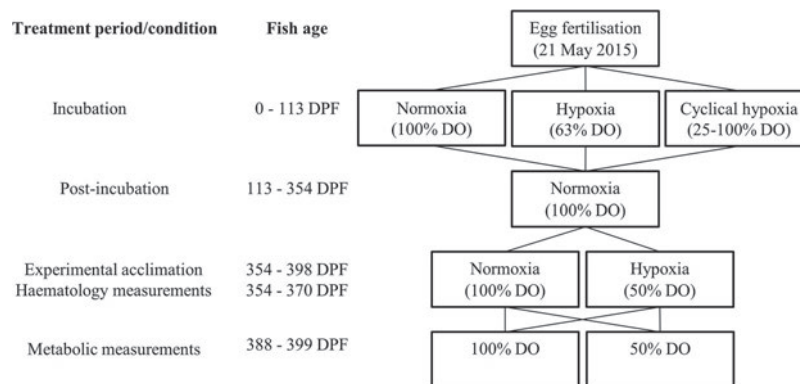 Treatment period/condition Fish age
Egg fertilisation
(21 May 2015)
Incubation 0 - 113 DPF
Normoxia
(100% DO)
Hypoxia
(63% DO)
Cyclical hypoxia
(25-100% DO)
Post-incubation 113 - 354 DPF
Normoxia
(100% DO)
Experimental acclimation 354 - 398 DPF
Haematology measurements 354 - 370 DPF
Normoxia
(100% DO)
Hypoxia
(50% DO)
Metabolic measurements 388 - 399 DPF
100% DO
50% DO